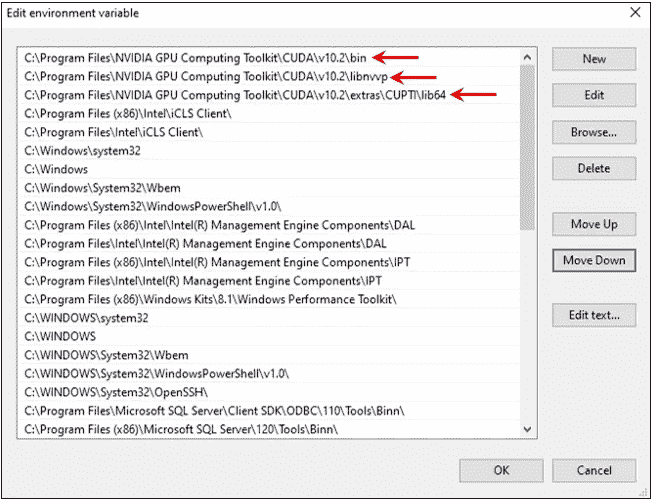 Edit environment variable
C:\Program Files\NVIDIA GPU Computing Toolkit\CUDA\v10.2\bin
C:\Program Files\NVIDIA GPU Computing Toolkit\CUDA\v10.2\libnvvp
C:\Program Files\NVIDIA GPU Computing Toolkit\CUDA\v10.2\extras\CUPTI\lib64
C:\Program Files (x86)\Intel\iCLS Client\
C:\Program Files\Intel\iCLS Client\
C:\Windows\system32
C:\Windows
C:\Windows\System32\Wbem
C:\Windows\System32\WindowsPowerShell\v1.0\
C:\Program Files (x86)\Intel\Intel(R) Management Engine Components\DAL
C:\Program Files\Intel\Intel(R) Management Engine Components\DAL
C:\Program Files (x86)\Intel\Intel(R) Management Engine Components\IPT
C:\Program Files\Intel\Intel(R) Management Engine Components\IPT
C:\Program Files (x86)\Windows Kits\8.1\Windows Performance Toolkit\
C:\WINDOWS\system32
C:\WINDOWS
C:\WINDOWS\System32\Wbem
C:\WINDOWS\System32\WindowsPowerShell\v1.0\
C:\WINDOWS\System32\OpenSSH\
C:\Program Files\Microsoft SQL Server\Client SDK\ODBC\110\Tools\Binn\
C:\Program Files (x86)\Microsoft SQL Server\120\Tools\Binn\
New
Edit
Browse...
Delete
Move Up
Move Down
Edit text...
OK
Cancel